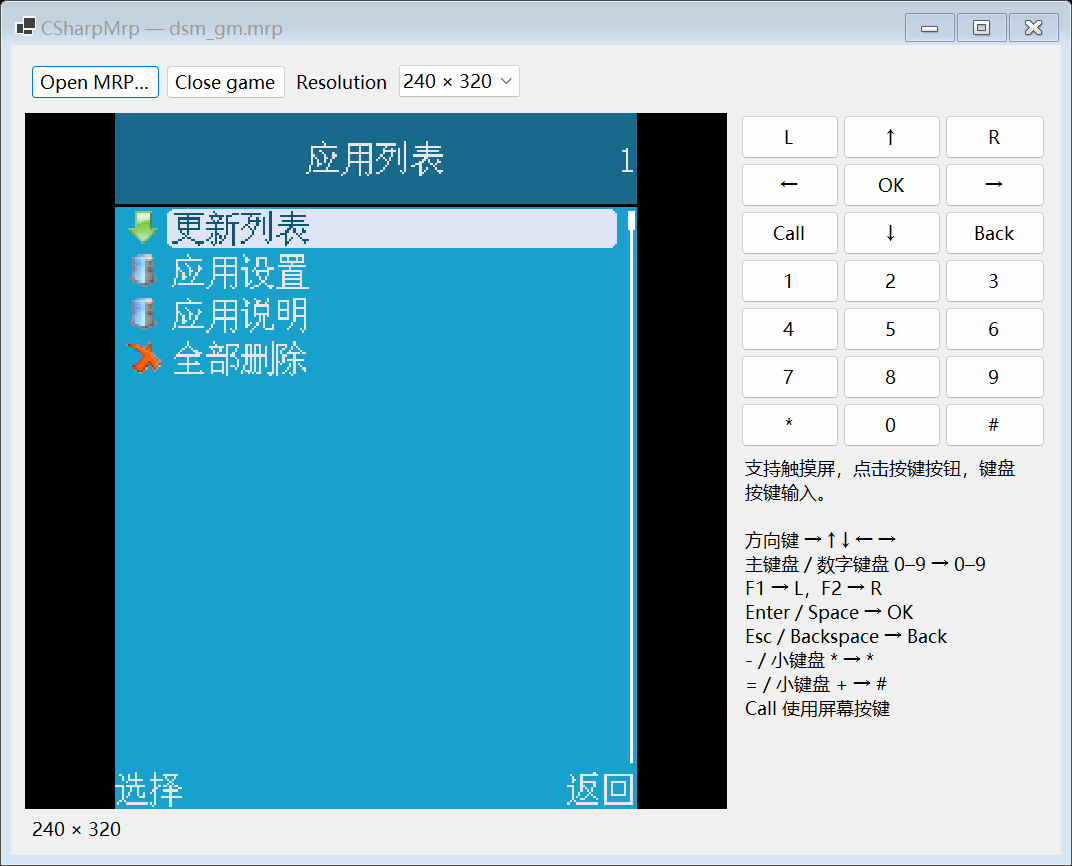 CSharpMrp — dsm_gm.mrp
Open MRP... Close game Resolution 240 × 320
应用列表 1
更新列表
应用设置
应用说明
全部删除
选择 返回
L ↑ R
← OK →
Call ↓ Back
1 2 3
4 5 6
7 8 9
* 0 #
支持触摸屏，点击按键按钮，键盘
按键输入。
方向键 → ↑ ↓ ← →
主键盘 / 数字键盘 0–9 → 0–9
F1 → L，F2 → R
Enter / Space → OK
Esc / Backspace → Back
- / 小键盘 * → *
= / 小键盘 + → #
Call 使用屏幕按键
240 × 320